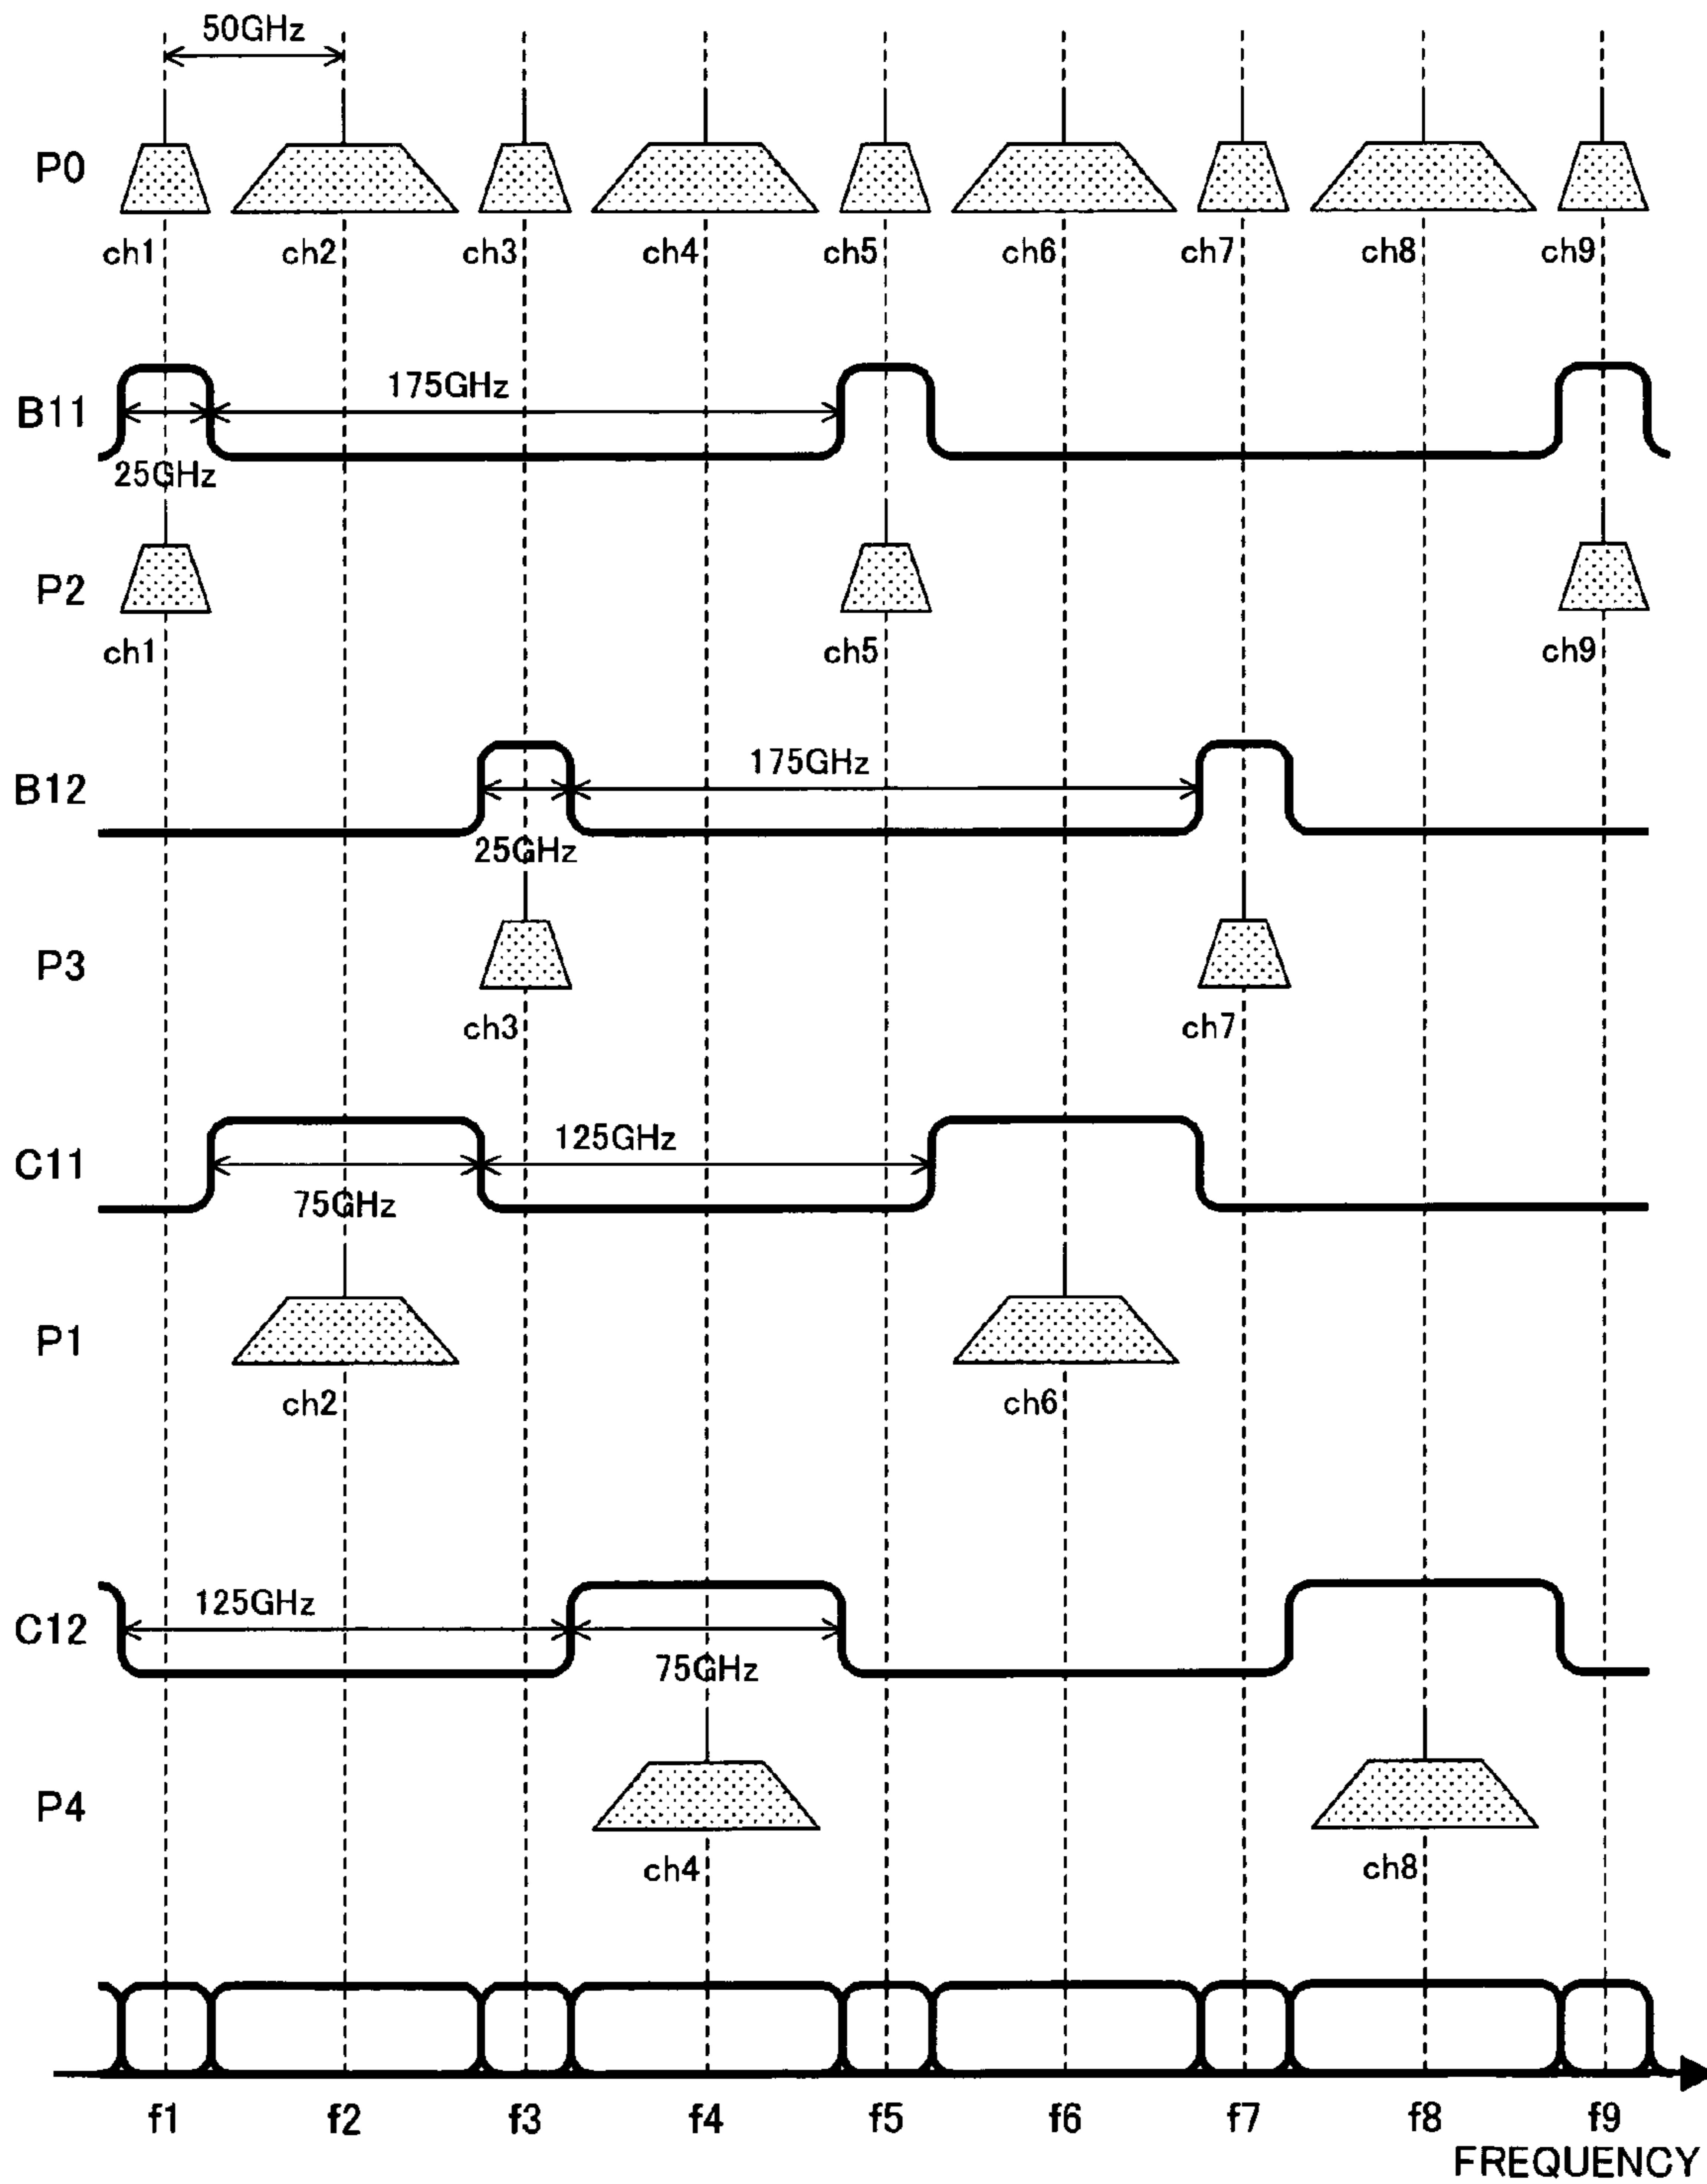 50GHz
P0
ch1 ch2 ch3 ch4 ch5 ch6 ch7 ch8 ch9
175GHz
B11
25GHz
P2
ch1 ch5 ch9
175GHz
B12
25GHz
P3
ch3 ch7
125GHz
C11
75GHz
P1
ch2 ch6
125GHz
C12
75GHz
P4
ch4 ch8
f1 f2 f3 f4 f5 f6 f7 f8 f9
FREQUENCY